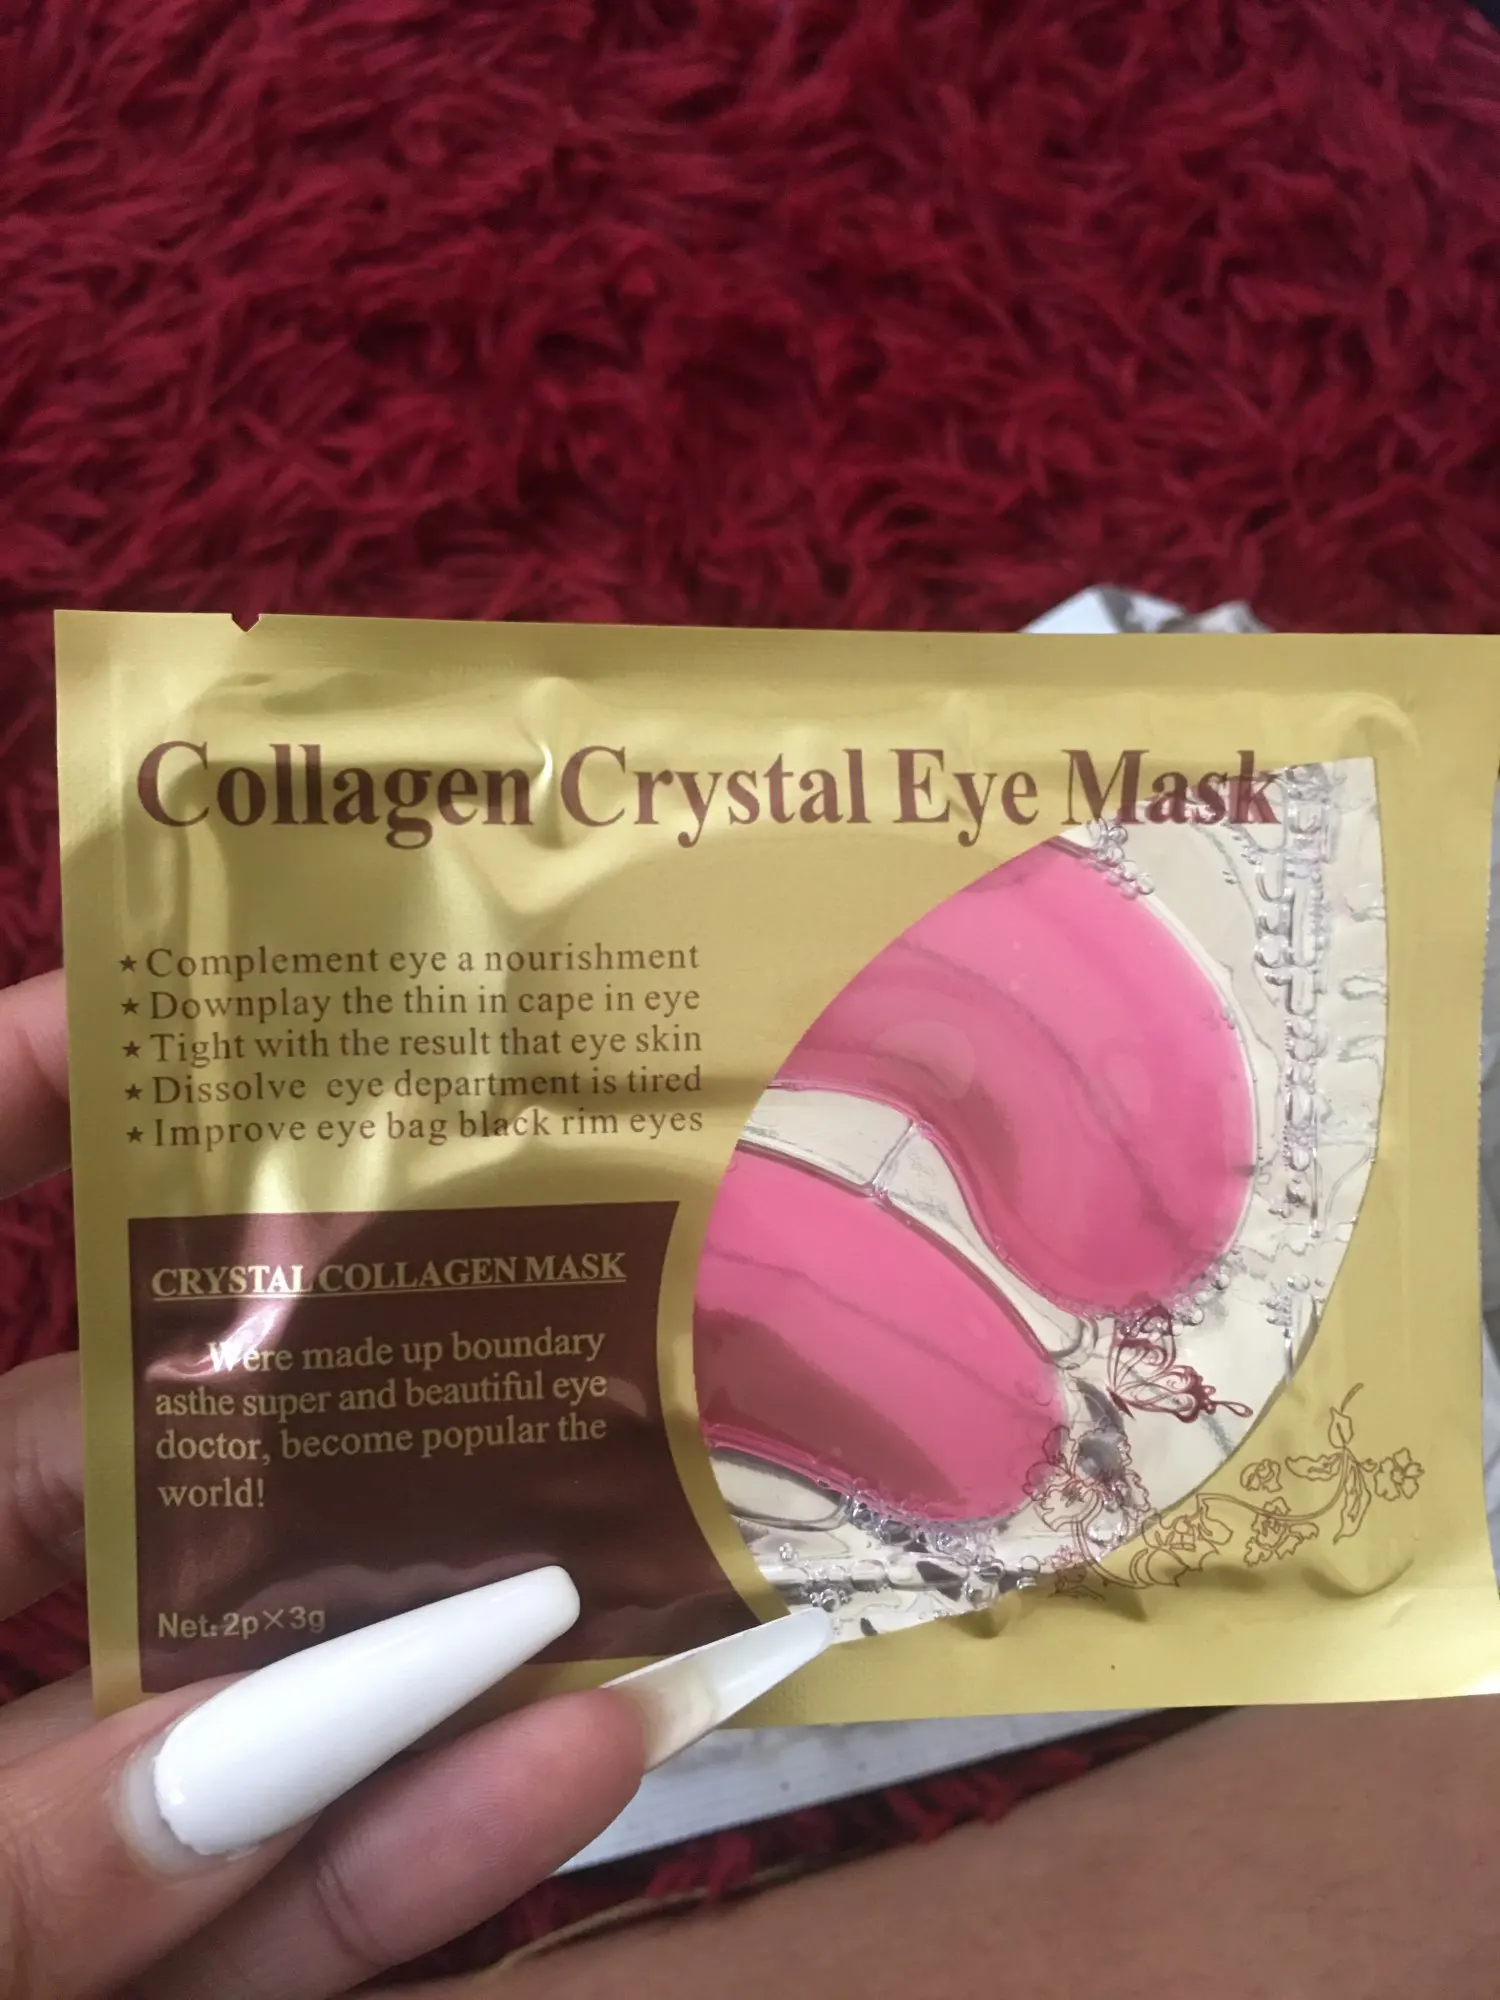 Collagen Crystal Eye Mask
★ Complement eye a nourishment
★ Downplay the thin in cape in eye
★ Tight with the result that eye skin
★ Dissolve eye department is tired
★ Improve eye bag black rim eyes
CRYSTAL COLLAGEN MASK
Were made up boundary
asthe super and beautiful eye
doctor, become popular the
world!
Net:2p×3g